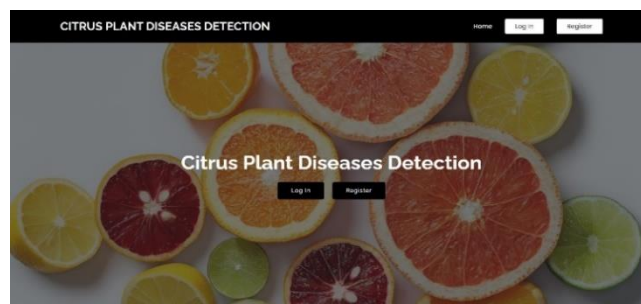 CITRUS PLANT DISEASES DETECTION
Home
Log In
Register
Citrus Plant Diseases Detection
Log In
Register